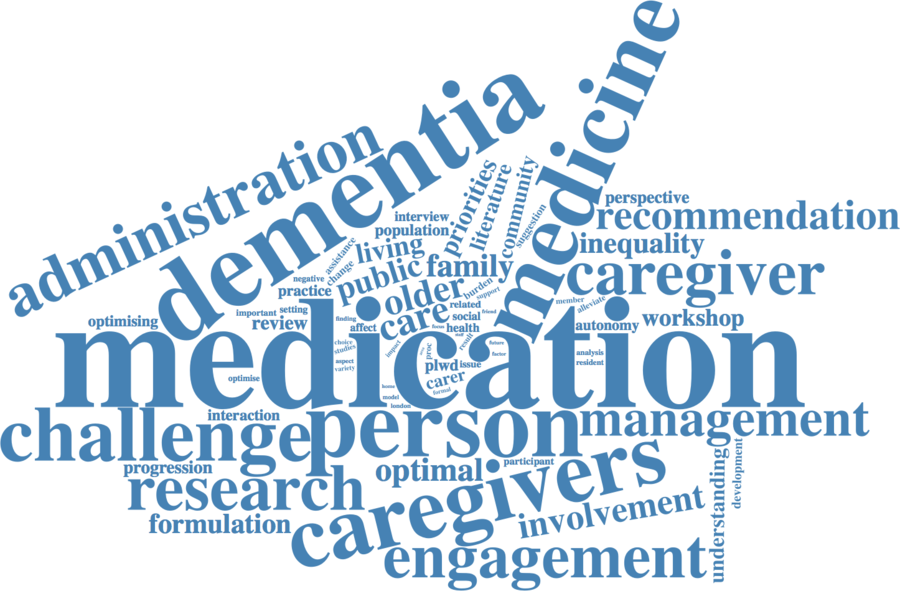 medicine
dementia
administration
priorities
literature
community
suggestion
perspective
recommendation
interview
population
assistance
change
living
inequality
public
family
caregiver
negative
practice
older
burden
support
member
alleviate
important
setting
care
related
friend
optimising
review
finding
affect
social
health
focus
autonomy
workshop
medication
choice
studies
impact
staff
result
future
factor
proc
aspect
variety
plwd
issue
analysis
resident
optimise
carer
formal
home
model
london
challenge
interaction
person
management
progression
optimal
participant
research
caregivers
understanding
development
formulation
involvement
engagement